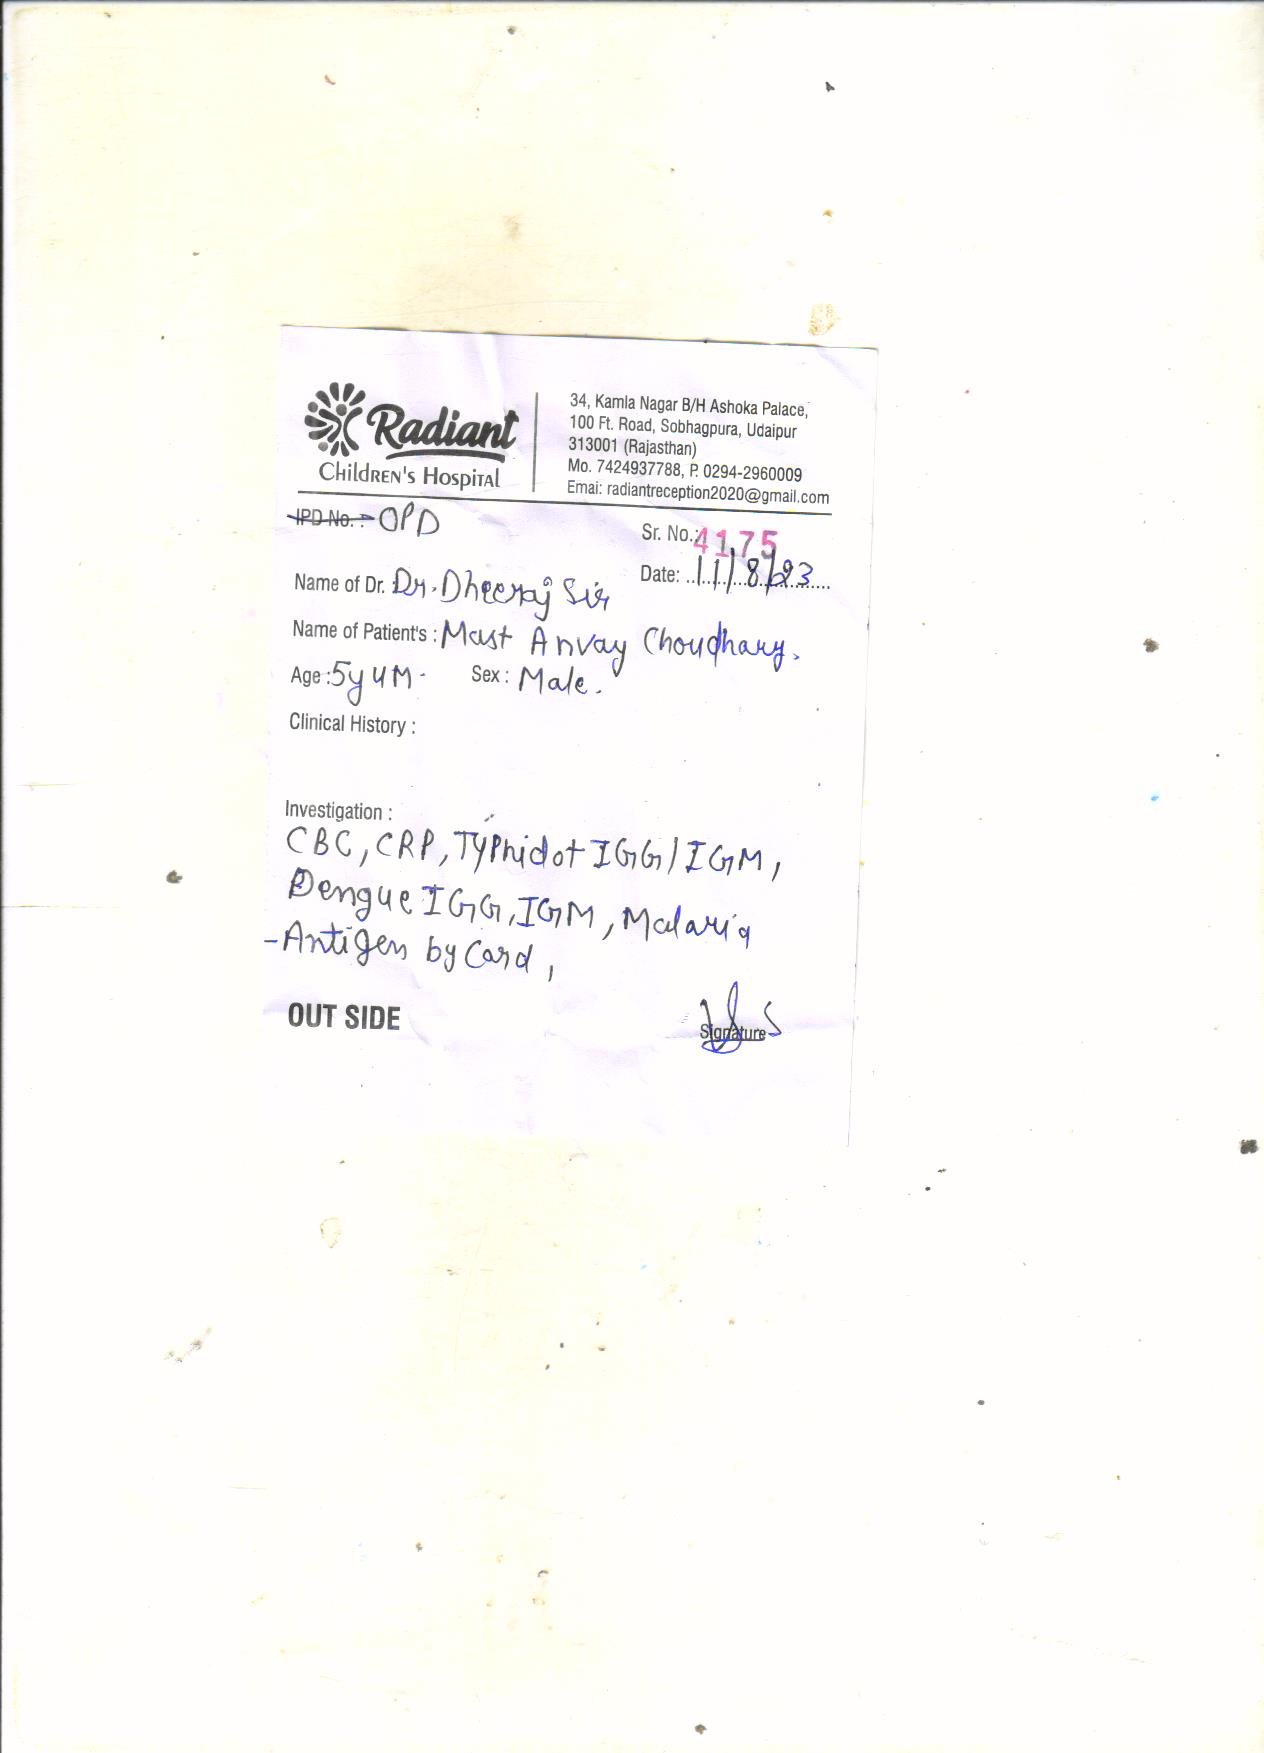 Radiant
Children's Hospital
34, Kamla Nagar B/H Ashoka Palace,
100 Ft. Road, Sobhagpura, Udaipur
313001 (Rajasthan)
Mo. 7424937788, P. 0294-2960009
Emai: radiantreception2020@gmail.com
IPD No. : OPD
Sr. No.: 4175
Date: 11/8/23
Name of Dr. Dr. Dheeraj Sir
Name of Patient's : Mast Anvay Choudhary.
Age : 5y 4M. Sex : Male.
Clinical History :
Investigation :
CBC, CRP, TYPhidot IGG/IGM,
Dengue IGG, IGM, Malaria
-Antigen by Card,
OUT SIDE
Signature